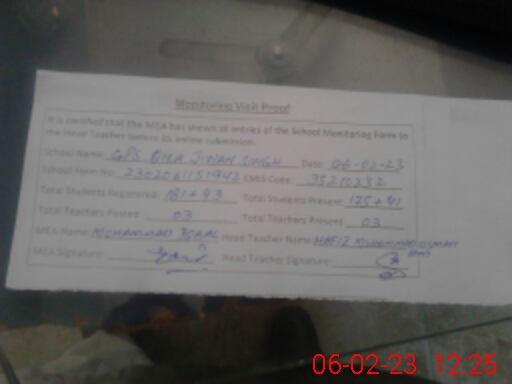 Monitoring Visit Proof
It is certified that the MEA has shown all entries of the School Monitoring Form to
the Head Teacher before its online submission.
School Name: GPS JIWAN SINGH Date: 06-02-23
School Form No: 2302061151942 EMIS Code: 35210332
Total Students Registered: 181+43 Total Students Present: 125+41
Total Teachers Posted: 03 Total Teachers Present: 03
MEA Name: MUHAMMAD IQBAL Head Teacher Name: HAFIZ MUHAMMAD USMAN
MEA Signature: Head Teacher Signature:
06-02-23 12:25